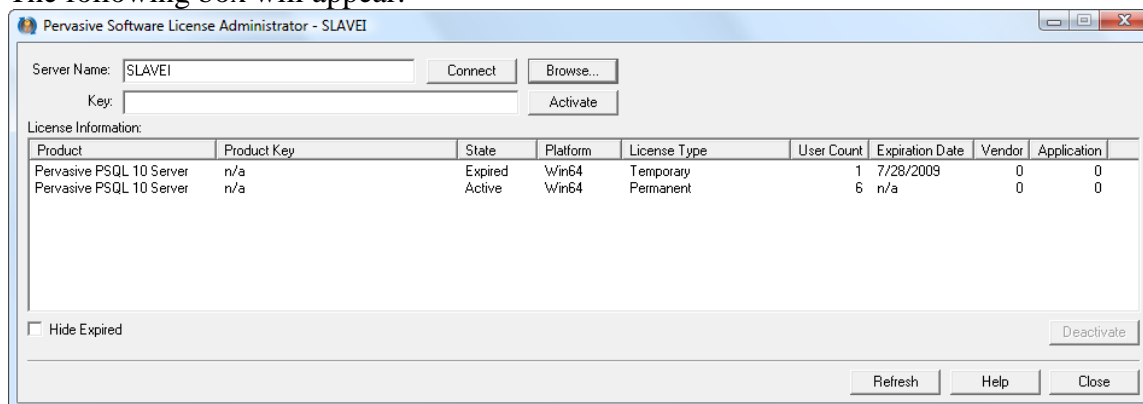 The following box will appear:
Pervasive Software License Administrator - SLAVEI
Server Name: SLAVEI Connect Browse...
Key: Activate
License Information:
Product Product Key State Platform License Type User Count Expiration Date Vendor Application
Pervasive PSQL 10 Server n/a Expired Win64 Temporary 1 7/28/2009 0 0
Pervasive PSQL 10 Server n/a Active Win64 Permanent 6 n/a 0 0
Hide Expired Deactivate
Refresh Help Close